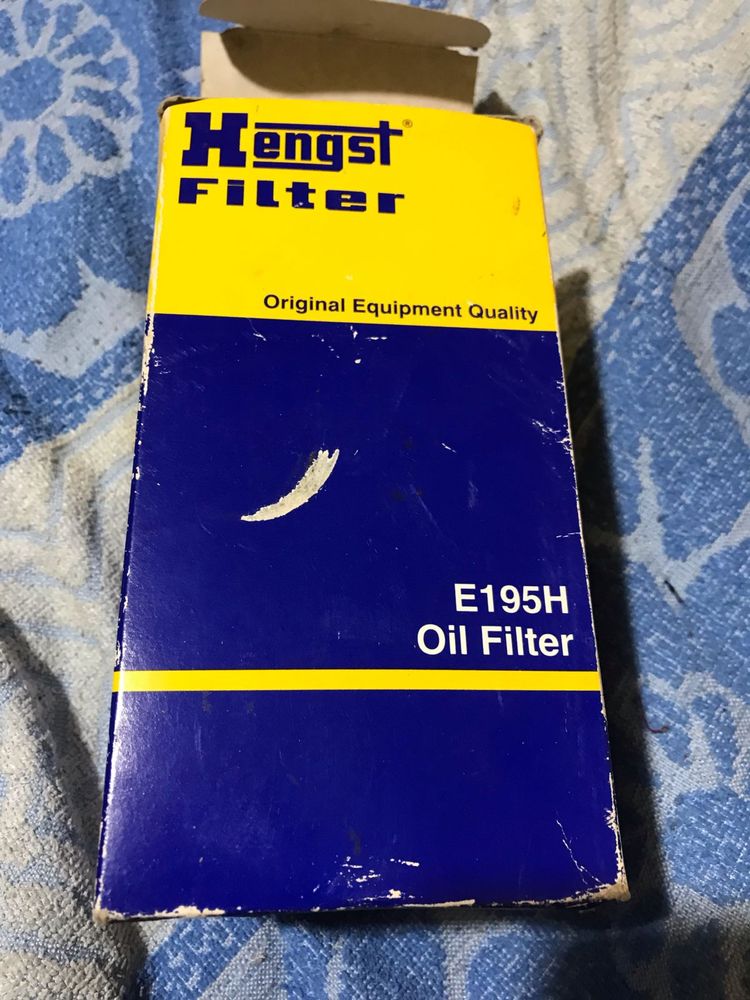 Hengst®
Filter
Original Equipment Quality
E195H
Oil Filter